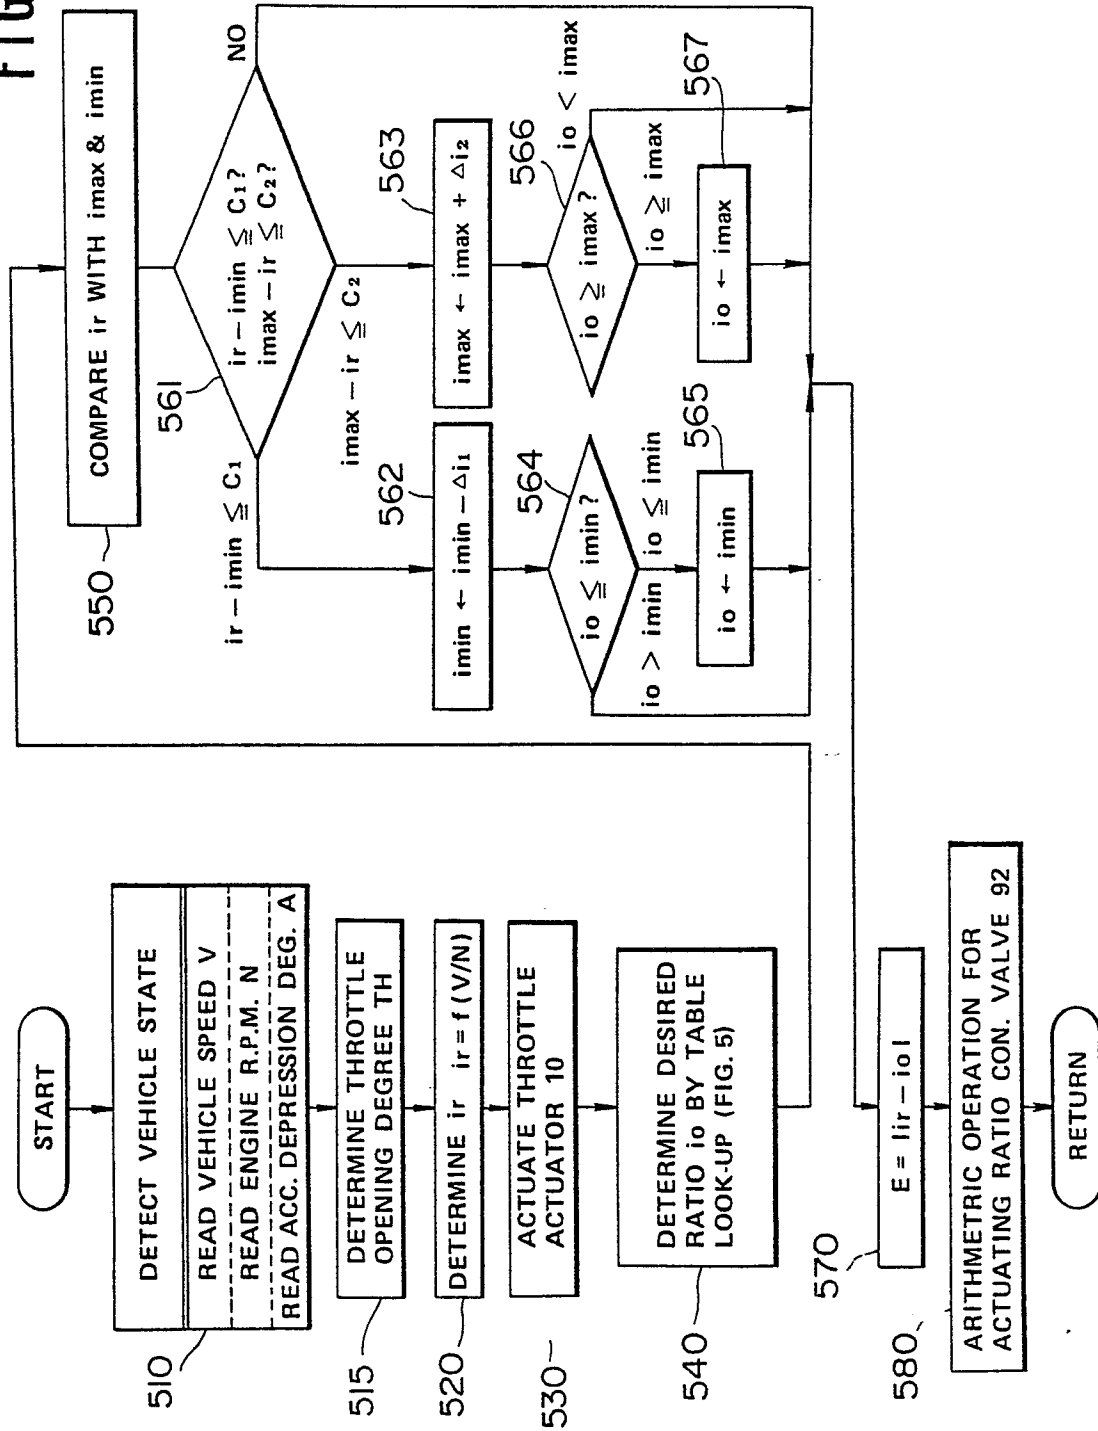 FIG
START
DETECT VEHICLE STATE
READ VEHICLE SPEED V
READ ENGINE R.P.M. N
READ ACC. DEPRESSION DEG. A
510
DETERMINE THROTTLE
OPENING DEGREE TH
515
DETERMINE ir = f (V/N)
520
ACTUATE THROTTLE
ACTUATOR 10
530
DETERMINE DESIRED
RATIO io BY TABLE
LOOK-UP (FIG. 5)
540
COMPARE ir WITH imax & imin
550
ir – imin ≦ C1?
imax – ir ≦ C2?
561
NO
ir – imin ≦ C1
imax – ir ≦ C2
imin ← imin – Δi1
562
imax ← imax + Δi2
563
io ≦ imin ?
564
io > imin
io ≦ imin
io ← imin
565
io ≧ imax ?
566
io < imax
io ≧ imax
io ← imax
567
E = |ir – io|
570
ARITHMETRIC OPERATION FOR
ACTUATING RATIO CON. VALVE 92
580
RETURN